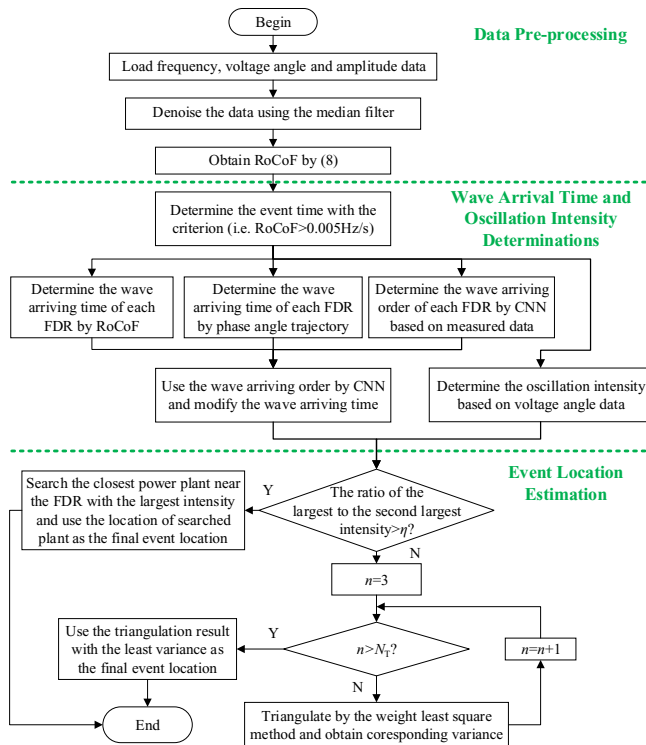 Begin
Data Pre-processing
Load frequency, voltage angle and amplitude data
Denoise the data using the median filter
Obtain RoCoF by (8)
Wave Arrival Time and
Oscillation Intensity
Determinations
Determine the event time with the
criterion (i.e. RoCoF>0.005Hz/s)
Determine the wave
arriving time of each
FDR by RoCoF
Determine the wave
arriving time of each FDR
by phase angle trajectory
Determine the wave arriving
order of each FDR by CNN
based on measured data
Use the wave arriving order by CNN
and modify the wave arriving time
Determine the oscillation intensity
based on voltage angle data
Event Location
Estimation
Search the closest power plant near
the FDR with the largest intensity
and use the location of searched
plant as the final event location
Y
The ratio of the
largest to the second largest
intensity>η?
N
n=3
Use the triangulation result
with the least variance as
the final event location
Y
n>N_T?
n=n+1
N
Triangulate by the weight least square
method and obtain coresponding variance
End